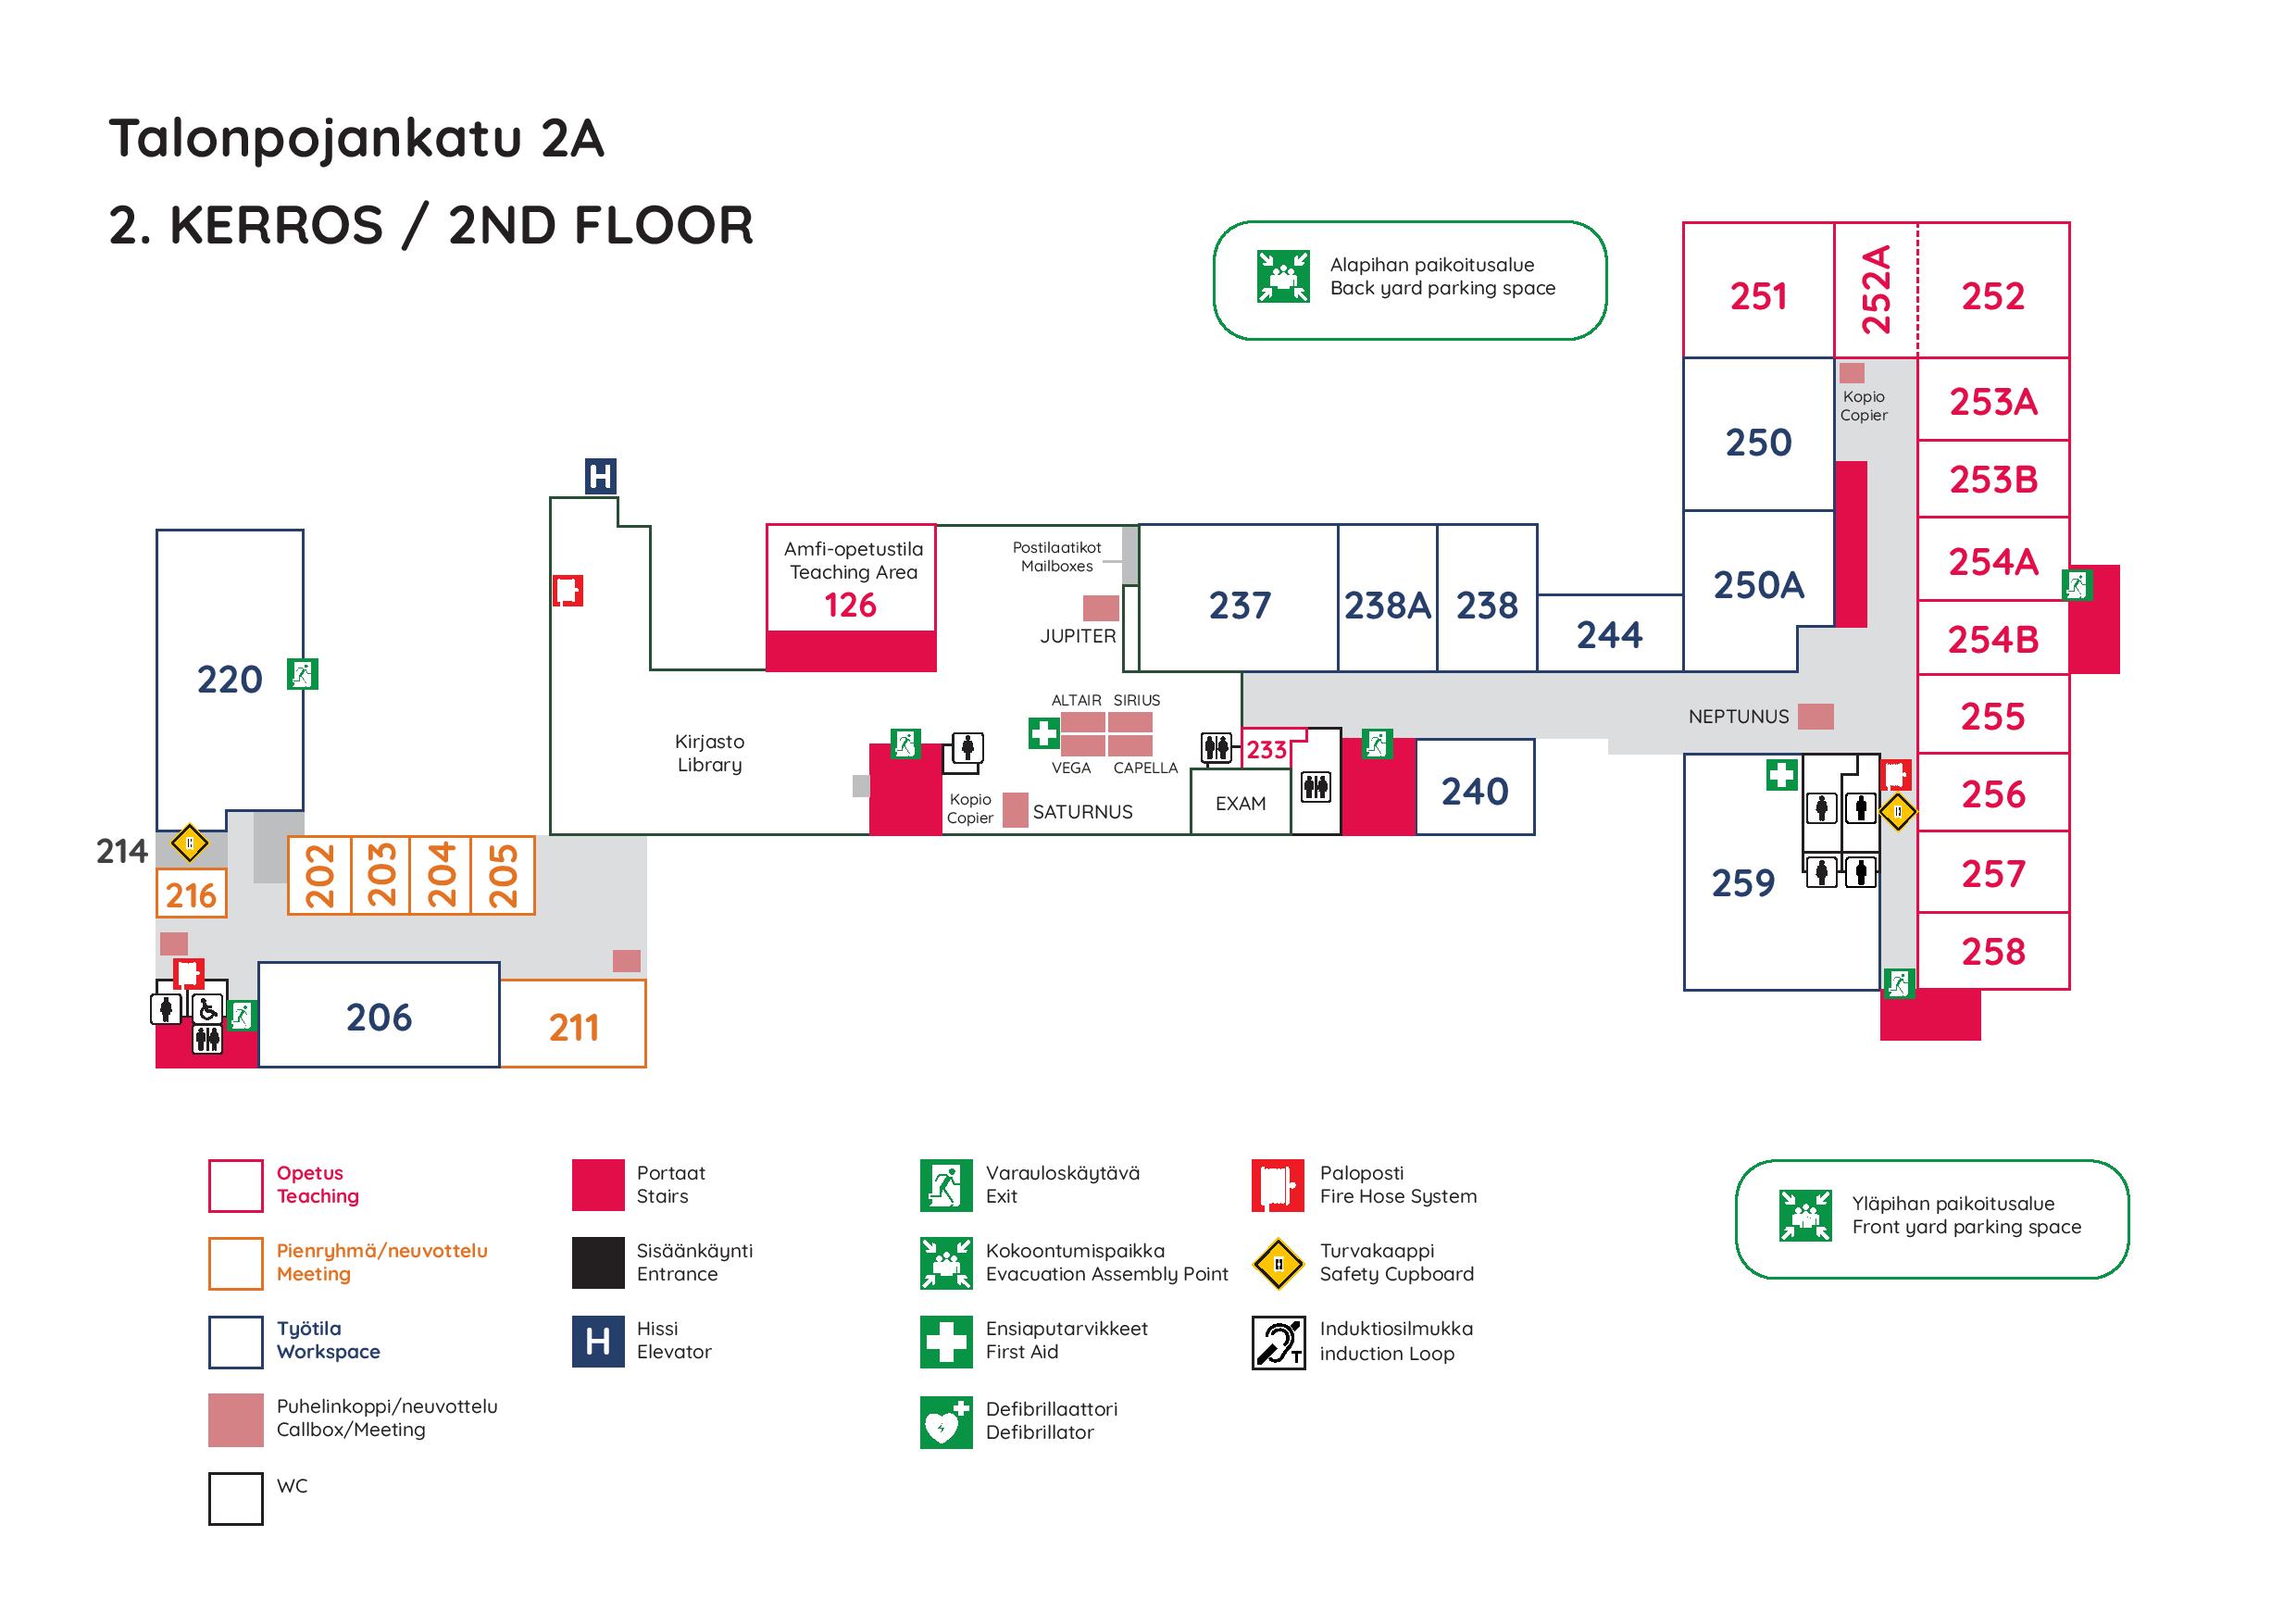 Talonpojankatu 2A
2. KERROS / 2ND FLOOR
Alapihan paikoitusalue
Back yard parking space
251
252A
252
250
Kopio
Copier
253A
253B
250A
254A
254B
255
256
257
258
H
Amfi-opetustila
Teaching Area
126
Postilaatikot
Mailboxes
JUPITER
237
238A
238
244
220
Kirjasto
Library
ALTAIR SIRIUS
VEGA CAPELLA
Kopio
Copier
SATURNUS
233
EXAM
240
NEPTUNUS
259
214
216
202
203
204
205
206
211
Opetus
Teaching
Pienryhmä/neuvottelu
Meeting
Työtila
Workspace
Puhelinkoppi/neuvottelu
Callbox/Meeting
WC
Portaat
Stairs
Sisäänkäynti
Entrance
H
Hissi
Elevator
Varauloskäytävä
Exit
Kokoontumispaikka
Evacuation Assembly Point
Ensiaputarvikkeet
First Aid
Defibrillaattori
Defibrillator
Paloposti
Fire Hose System
Turvakaappi
Safety Cupboard
T
Induktiosilmukka
induction Loop
Yläpihan paikoitusalue
Front yard parking space